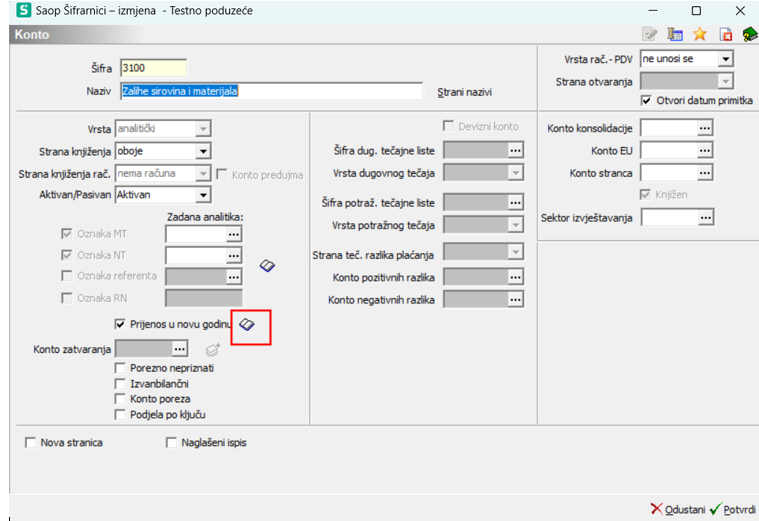 Saop Šifrarnici – izmjena - Testno poduzeće
Konto
Šifra 3100
Naziv Zalihe sirovina i materijala Strani nazivi
Vrsta rač. - PDV ne unosi se
Strana otvaranja
Otvori datum primitka
Vrsta analitički
Strana knjiženja oboje
Strana knjiženja rač. nema računa Konto predujma
Aktivan/Pasivan Aktivan
Zadana analitika:
Oznaka MT ...
Oznaka NT ...
Oznaka referenta ...
Oznaka RN
Prijenos u novu godinu
Konto zatvaranja ...
Porezno nepriznati
Izvanbilančni
Konto poreza
Podjela po ključu
Devizni konto
Šifra dug. tečajne liste ...
Vrsta dugovnog tečaja
Šifra potraž. tečajne liste ...
Vrsta potražnog tečaja
Strana teč. razlika plaćanja
Konto pozitivnih razlika ...
Konto negativnih razlika ...
Konto konsolidacije ...
Konto EU ...
Konto stranca ...
Knjižen
Sektor izvještavanja ...
Nova stranica Naglašeni ispis
Odustani Potvrdi